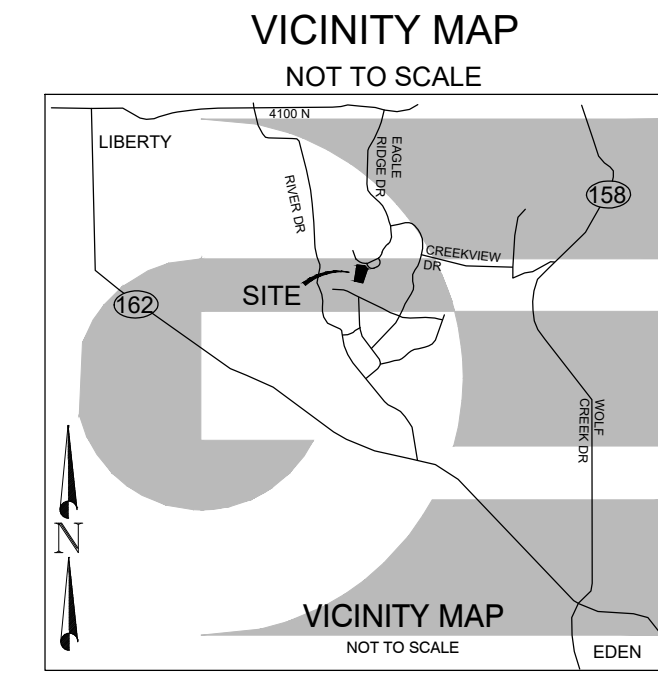 VICINITY MAP
NOT TO SCALE
4100 N
LIBERTY
EAGLE
RIDGE DR
RIVER DR
158
CREEKVIEW
DR
SITE
162
WOLF
CREEK DR
N
VICINITY MAP
NOT TO SCALE
EDEN